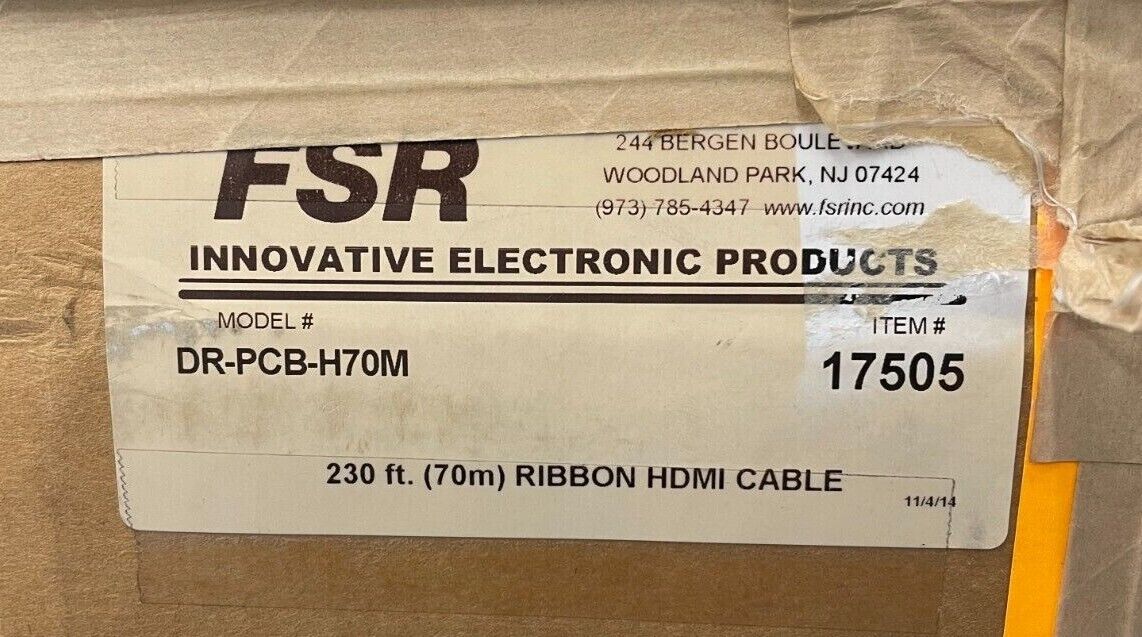 FSR
244 BERGEN BOULEVARD
WOODLAND PARK, NJ 07424
(973) 785-4347 www.fsrinc.com
INNOVATIVE ELECTRONIC PRODUCTS
MODEL # ITEM #
DR-PCB-H70M 17505
230 ft. (70m) RIBBON HDMI CABLE
11/4/14